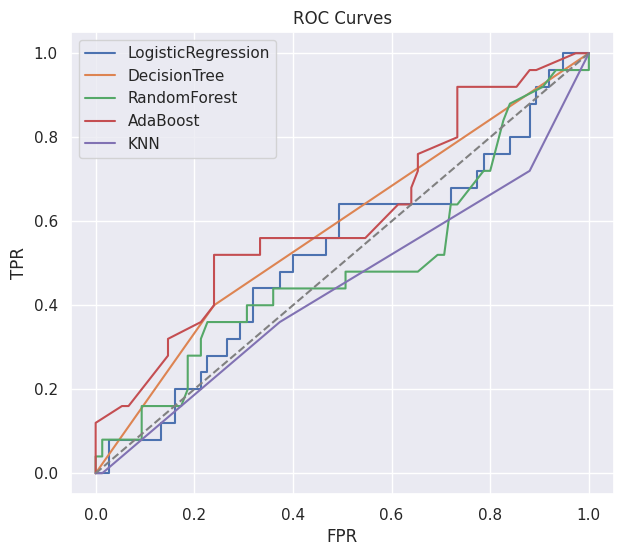 ROC Curves
LogisticRegression
DecisionTree
RandomForest
AdaBoost
KNN
1.0
0.8
0.6
0.4
0.2
0.0
TPR
0.0 0.2 0.4 0.6 0.8 1.0
FPR